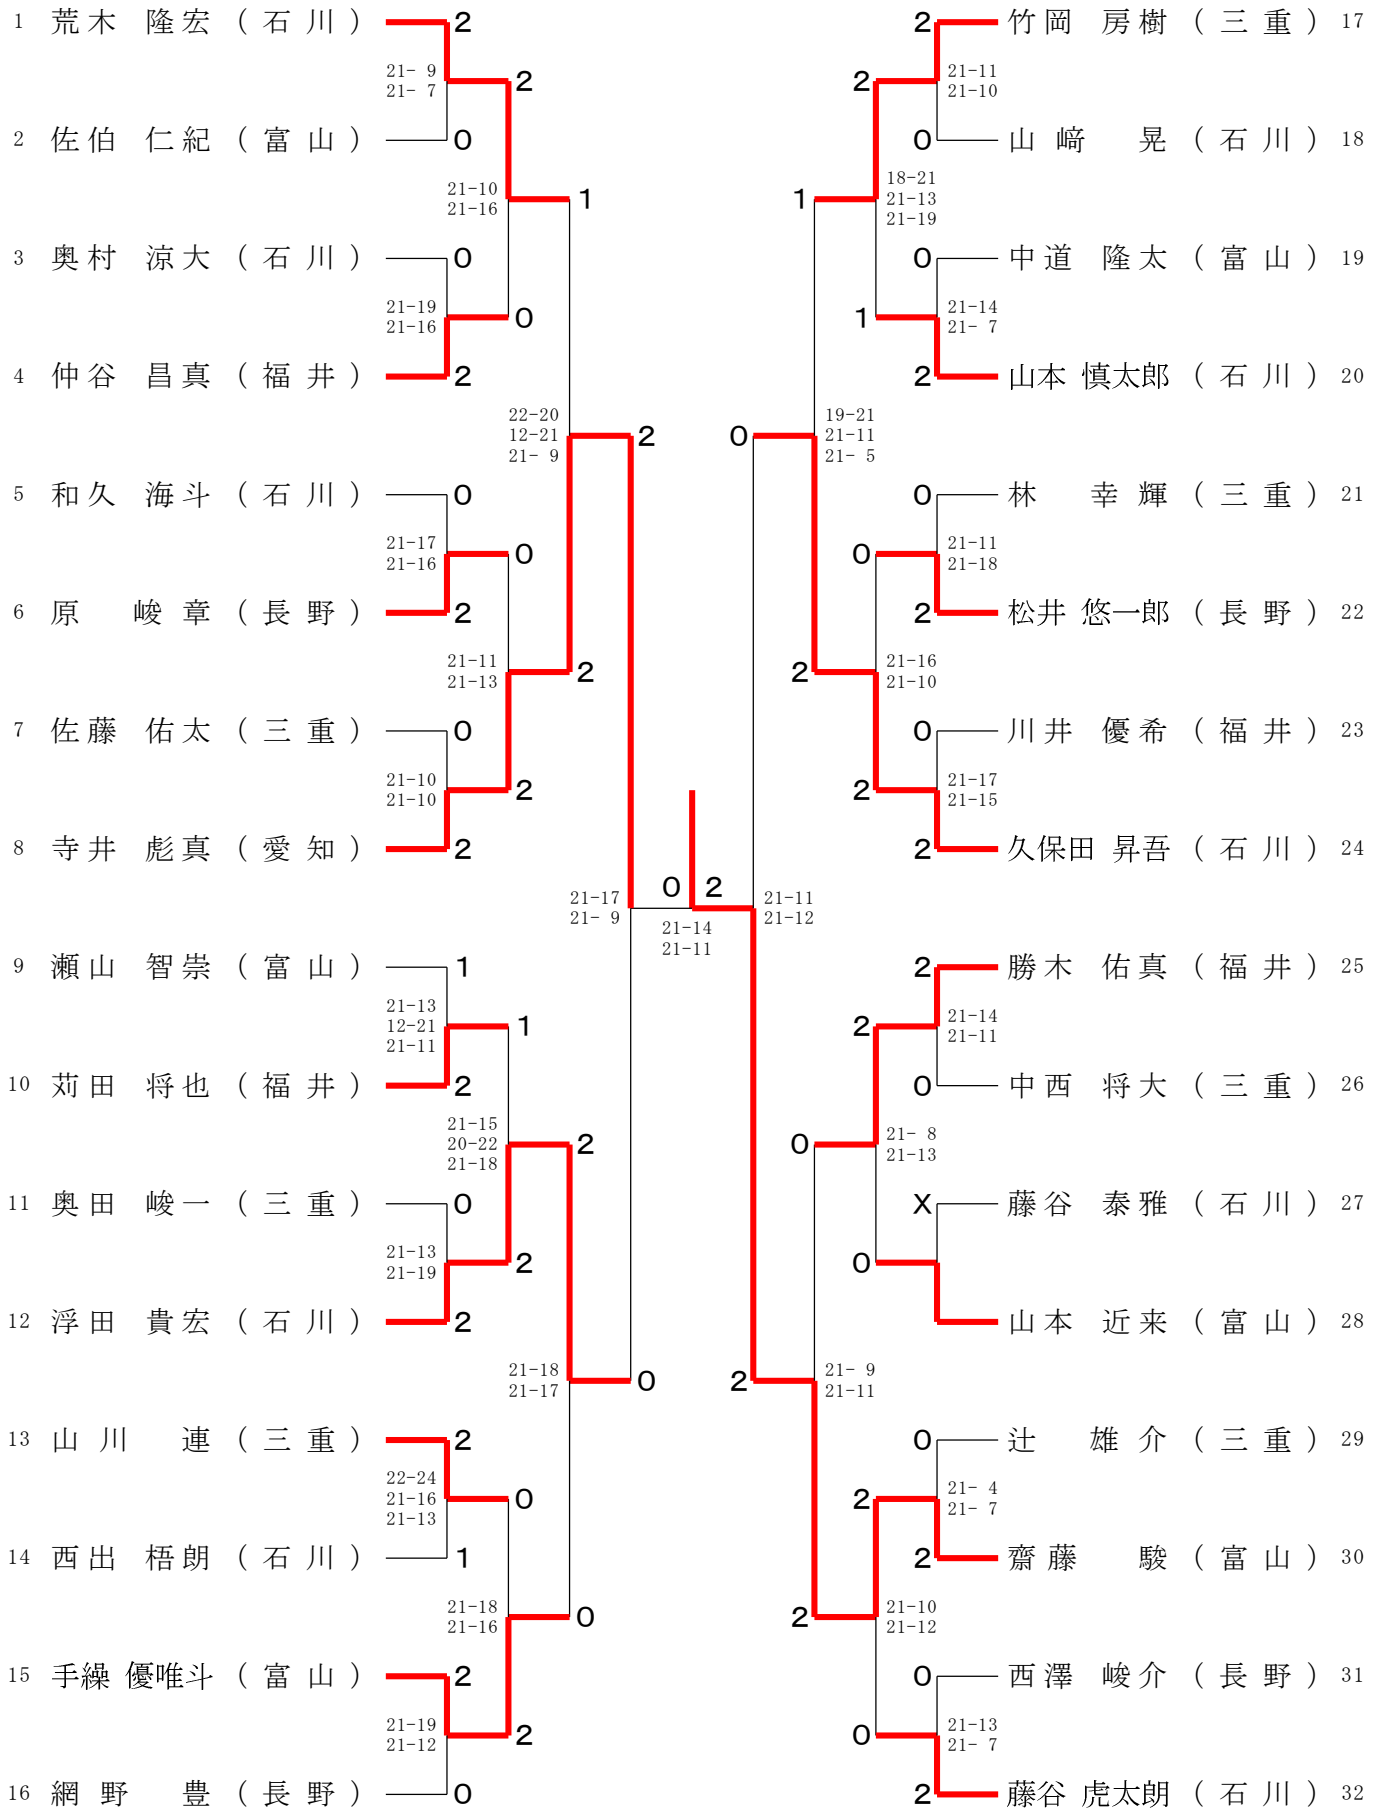 1 荒木 隆宏 ( 石 川 ) 2
2 竹岡 房樹 ( 三 重 ) 17
21- 9
21- 7
2
2
21-11
21-10
2 佐伯 仁紀 ( 富 山 ) 0
0 山﨑 晃 ( 石 川 ) 18
21-10
21-16
1
1
18-21
21-13
21-19
3 奥村 涼大 ( 石 川 ) 0
0 中道 隆太 ( 富 山 ) 19
21-19
21-16
0
1
21-14
21- 7
4 仲谷 昌真 ( 福 井 ) 2
2 山本 慎太郎 ( 石 川 ) 20
22-20
12-21
21- 9
2
0
19-21
21-11
21- 5
5 和久 海斗 ( 石 川 ) 0
0 林 幸輝 ( 三 重 ) 21
21-17
21-16
0
0
21-11
21-18
6 原 峻章 ( 長 野 ) 2
2 松井 悠一郎 ( 長 野 ) 22
21-11
21-13
2
2
21-16
21-10
7 佐藤 佑太 ( 三 重 ) 0
0 川井 優希 ( 福 井 ) 23
21-10
21-10
2
2
21-17
21-15
8 寺井 彪真 ( 愛 知 ) 2
2 久保田 昇吾 ( 石 川 ) 24
21-17
21- 9
0 2
21-14
21-11
21-11
21-12
9 瀬山 智崇 ( 富 山 ) 1
2 勝木 佑真 ( 福 井 ) 25
21-13
12-21
21-11
1
2
21-14
21-11
10 苅田 将也 ( 福 井 ) 2
0 中西 将大 ( 三 重 ) 26
21-15
20-22
21-18
2
0
21- 8
21-13
11 奥田 峻一 ( 三 重 ) 0
X 藤谷 泰雅 ( 石 川 ) 27
21-13
21-19
2
0
12 浮田 貴宏 ( 石 川 ) 2
山本 近来 ( 富 山 ) 28
21-18
21-17
0
2
21- 9
21-11
13 山川 連 ( 三 重 ) 2
0 辻 雄介 ( 三 重 ) 29
22-24
21-16
21-13
0
2
21- 4
21- 7
14 西出 梧朗 ( 石 川 ) 1
2 齋藤 駿 ( 富 山 ) 30
21-18
21-16
0
2
21-10
21-12
15 手繰 優唯斗 ( 富 山 ) 2
0 西澤 峻介 ( 長 野 ) 31
21-19
21-12
2
0
21-13
21- 7
16 網野 豊 ( 長 野 ) 0
2 藤谷 虎太朗 ( 石 川 ) 32